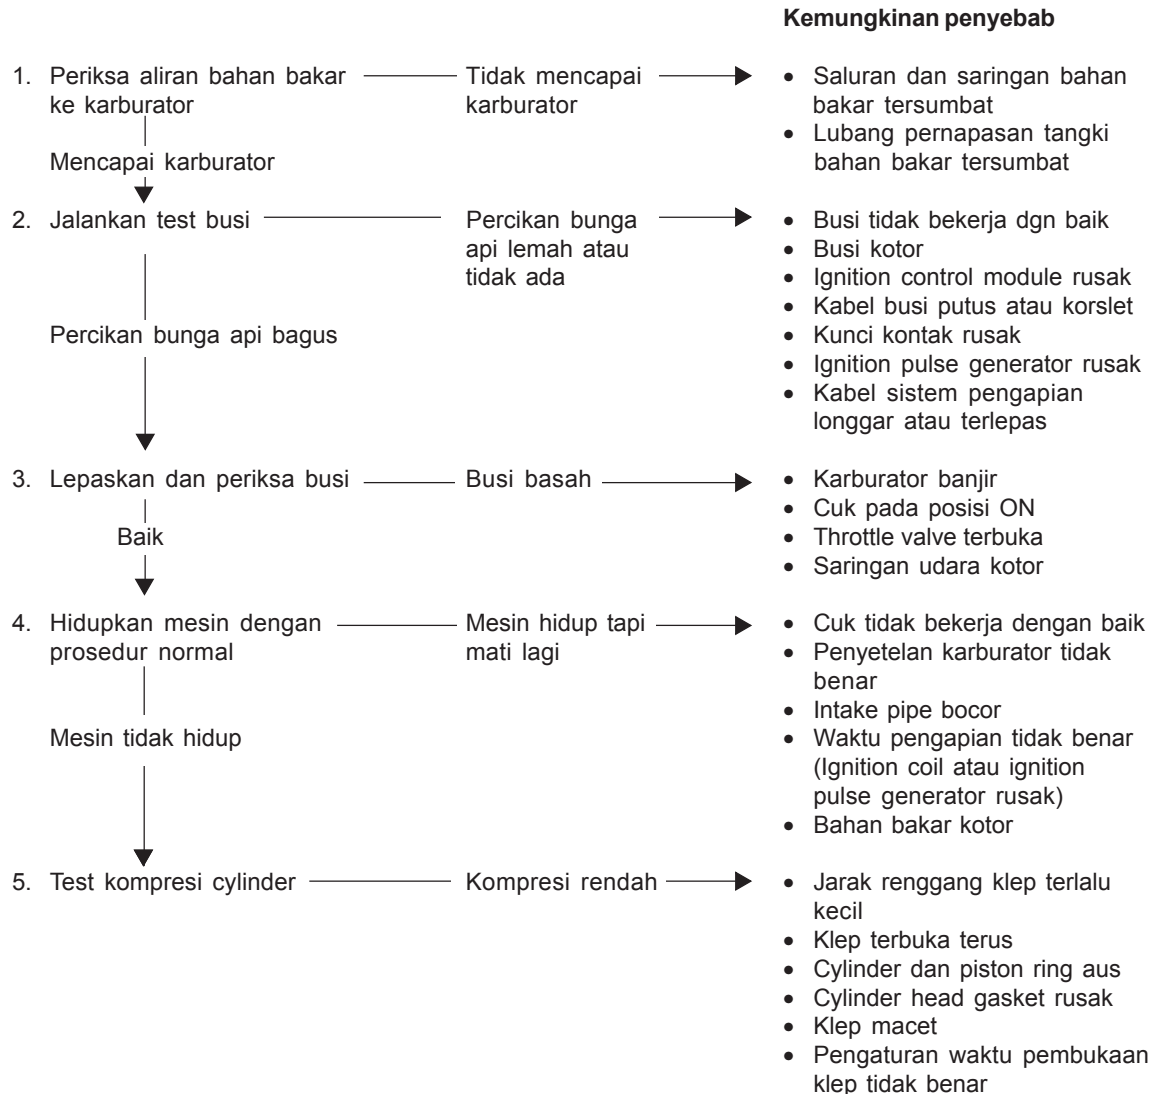 Kemungkinan penyebab
1. Periksa aliran bahan bakar
ke karburator
Tidak mencapai
karburator
• Saluran dan saringan bahan
bakar tersumbat
• Lubang pernapasan tangki
bahan bakar tersumbat
Mencapai karburator
2. Jalankan test busi
Percikan bunga
api lemah atau
tidak ada
• Busi tidak bekerja dgn baik
• Busi kotor
• Ignition control module rusak
• Kabel busi putus atau korslet
• Kunci kontak rusak
• Ignition pulse generator rusak
• Kabel sistem pengapian
longgar atau terlepas
Percikan bunga api bagus
3. Lepaskan dan periksa busi
Busi basah
• Karburator banjir
• Cuk pada posisi ON
• Throttle valve terbuka
• Saringan udara kotor
Baik
4. Hidupkan mesin dengan
prosedur normal
Mesin hidup tapi
mati lagi
• Cuk tidak bekerja dengan baik
• Penyetelan karburator tidak
benar
• Intake pipe bocor
• Waktu pengapian tidak benar
(Ignition coil atau ignition
pulse generator rusak)
• Bahan bakar kotor
Mesin tidak hidup
5. Test kompresi cylinder
Kompresi rendah
• Jarak renggang klep terlalu
kecil
• Klep terbuka terus
• Cylinder dan piston ring aus
• Cylinder head gasket rusak
• Klep macet
• Pengaturan waktu pembukaan
klep tidak benar